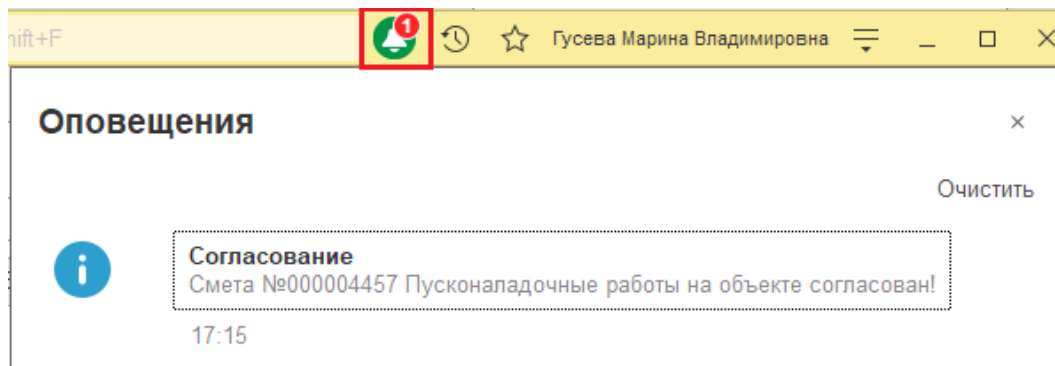 hift+F
1
Гусева Марина Владимировна
Оповещения
Очистить
Согласование
Смета №000004457 Пусконаладочные работы на объекте согласован!
17:15